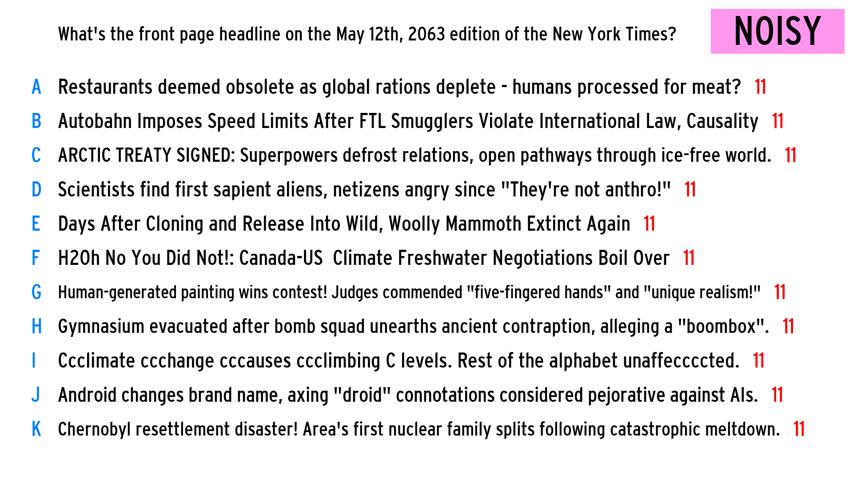 What's the front page headline on the May 12th, 2063 edition of the New York Times?
NOISY
A Restaurants deemed obsolete as global rations deplete - humans processed for meat? 11
B Autobahn Imposes Speed Limits After FTL Smugglers Violate International Law, Causality 11
C ARCTIC TREATY SIGNED: Superpowers defrost relations, open pathways through ice-free world. 11
D Scientists find first sapient aliens, netizens angry since "They're not anthro!" 11
E Days After Cloning and Release Into Wild, Woolly Mammoth Extinct Again 11
F H20h No You Did Not!: Canada-US  Climate Freshwater Negotiations Boil Over 11
G Human-generated painting wins contest! Judges commended "five-fingered hands" and "unique realism!" 11
H Gymnasium evacuated after bomb squad unearths ancient contraption, alleging a "boombox". 11
I Ccclimate ccchange cccauses ccclimbing C levels. Rest of the alphabet unaffecccccted. 11
J Android changes brand name, axing "droid" connotations considered pejorative against AIs. 11
K Chernobyl resettlement disaster! Area's first nuclear family splits following catastrophic meltdown. 11